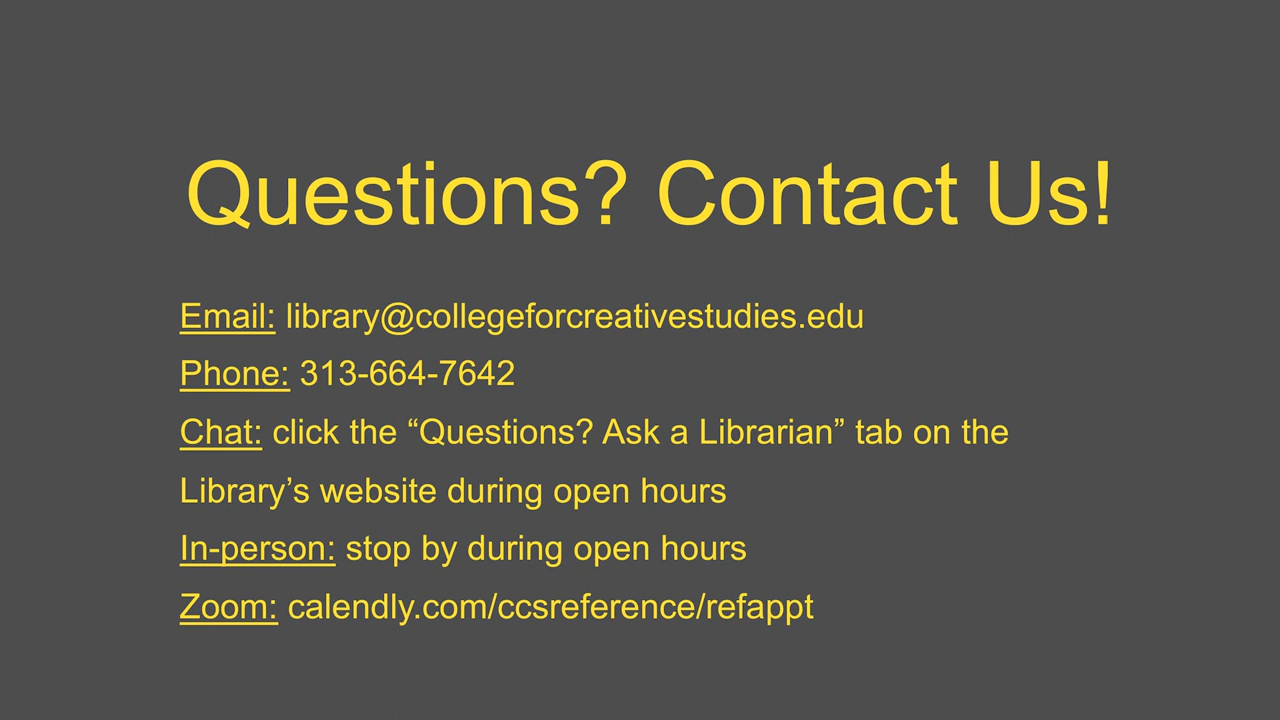 Questions? Contact Us!
Email: library@collegeforcreativestudies.edu
Phone: 313-664-7642
Chat: click the “Questions? Ask a Librarian” tab on the
Library’s website during open hours
In-person: stop by during open hours
Zoom: calendly.com/ccsreference/refappt